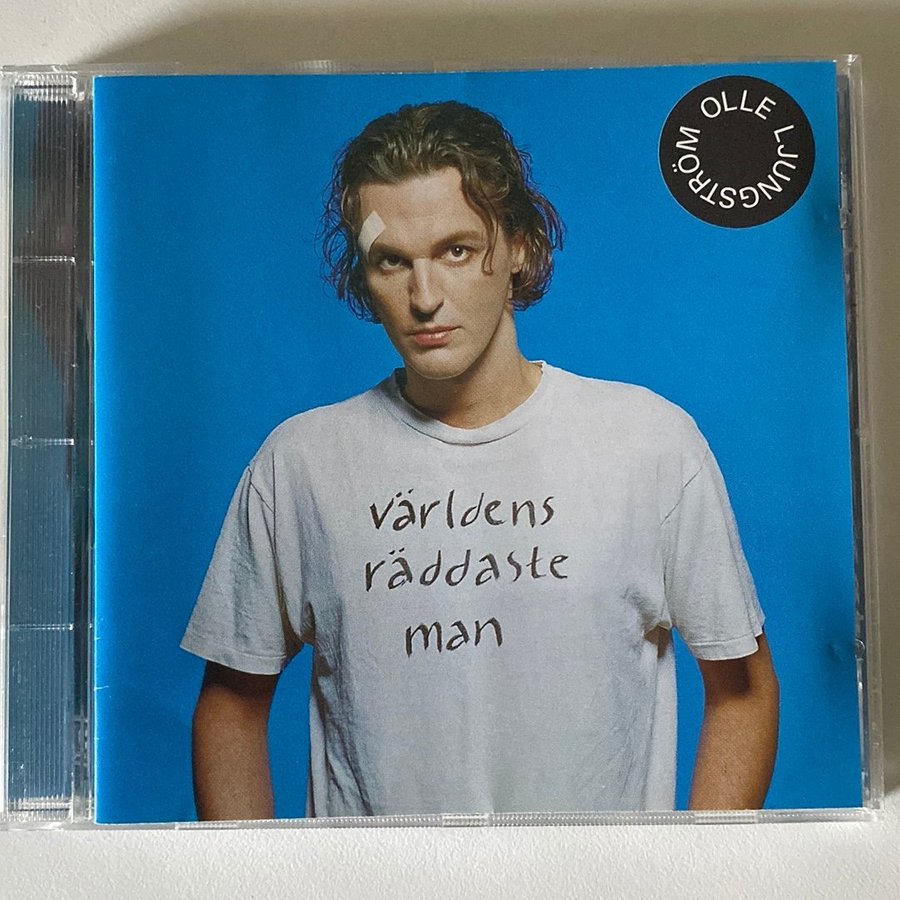 OLLE LJUNGSTRÖM
världens
räddaste
man